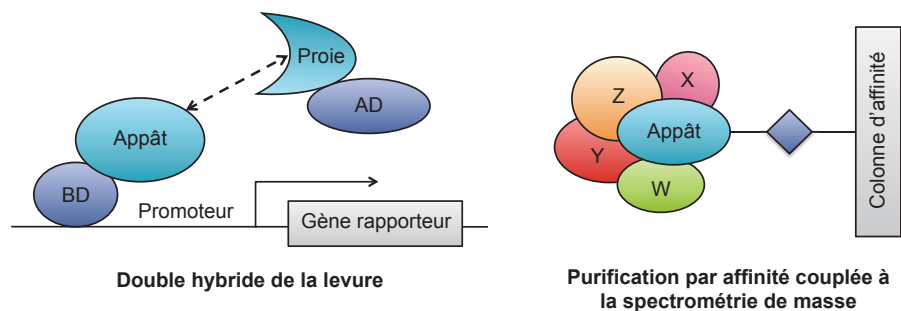 Proie
AD
Appât
BD
Promoteur
Gène rapporteur
Double hybride de la levure
X
Z
Appât
Y
W
Colonne d'affinité
Purification par affinité couplée à
la spectrométrie de masse